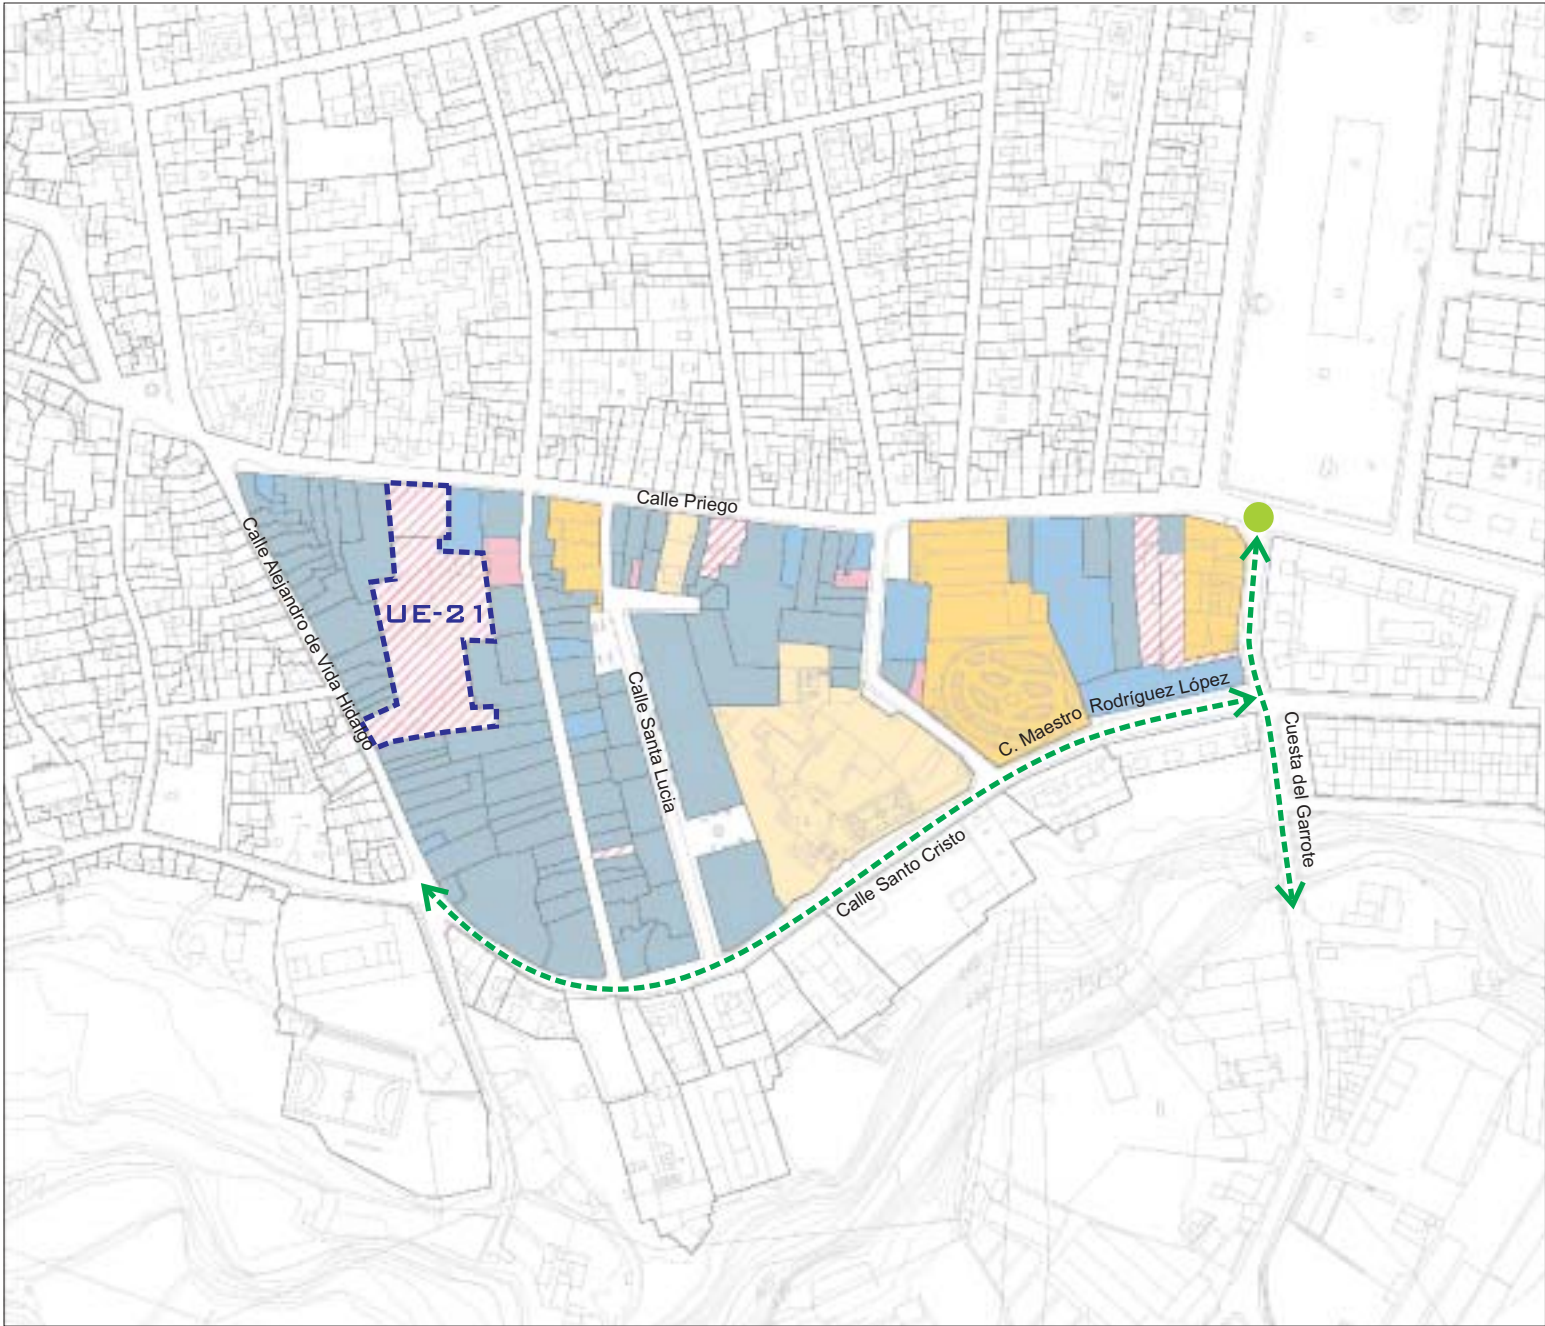 Calle Priego
Calle Alejandro de Vida Hidalgo
UE-21
Calle Santa Lucia
C. Maestro Rodríguez López
Calle Santo Cristo
Cuesta del Garrote